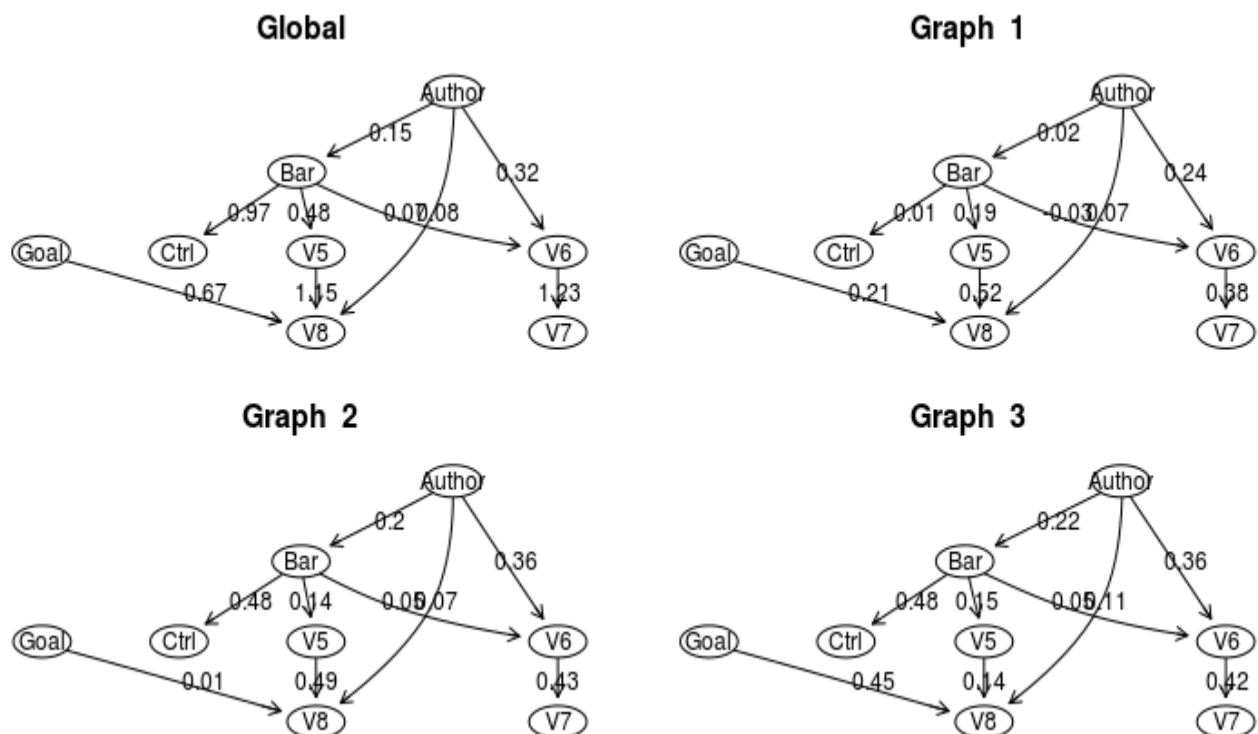 Global
Author
0.15
Bar
0.32
0.97
0.48
0.07
0.08
Goal
Ctrl
V5
V6
0.67
1.15
1.23
V8
V7
Graph 1
Author
0.02
Bar
0.24
0.01
0.19
-0.03
0.07
Goal
Ctrl
V5
V6
0.21
0.52
0.38
V8
V7
Graph 2
Author
0.2
Bar
0.36
0.48
0.14
0.05
0.07
Goal
Ctrl
V5
V6
0.01
0.49
0.43
V8
V7
Graph 3
Author
0.22
Bar
0.36
0.48
0.15
0.05
0.11
Goal
Ctrl
V5
V6
0.45
0.14
0.42
V8
V7